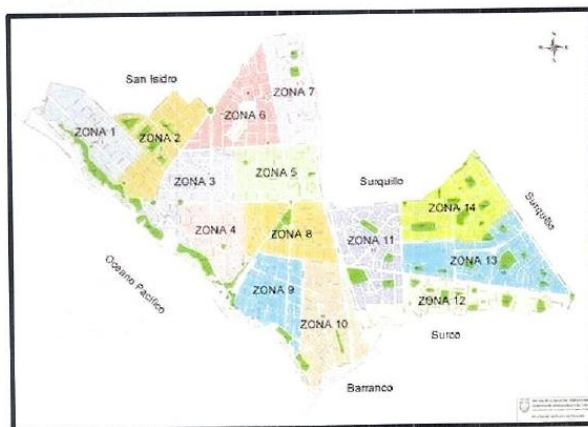 San Isidro
ZONA 7
ZONA 6
ZONA 1
ZONA 2
ZONA 3
ZONA 5
Surquillo
Surquillo
ZONA 14
ZONA 4
ZONA 8
ZONA 11
ZONA 13
Oceano Pacífico
ZONA 9
ZONA 12
ZONA 10
Surco
Barranco